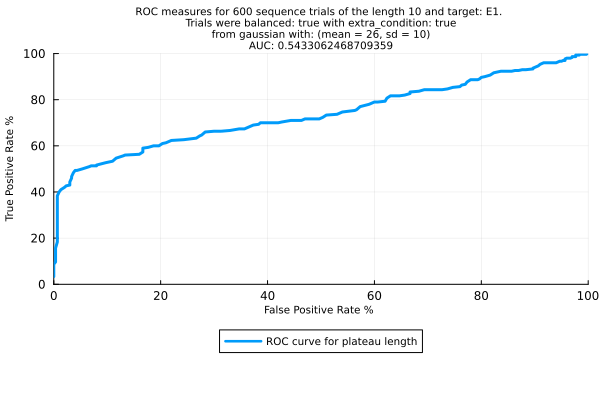 ROC measures for 600 sequence trials of the length 10 and target: E1.
Trials were balanced: true with extra_condition: true
from gaussian with: (mean = 26, sd = 10)
AUC: 0.5433062468709359
100
80
60
40
20
0
True Positive Rate %
0 20 40 60 80 100
False Positive Rate %
ROC curve for plateau length